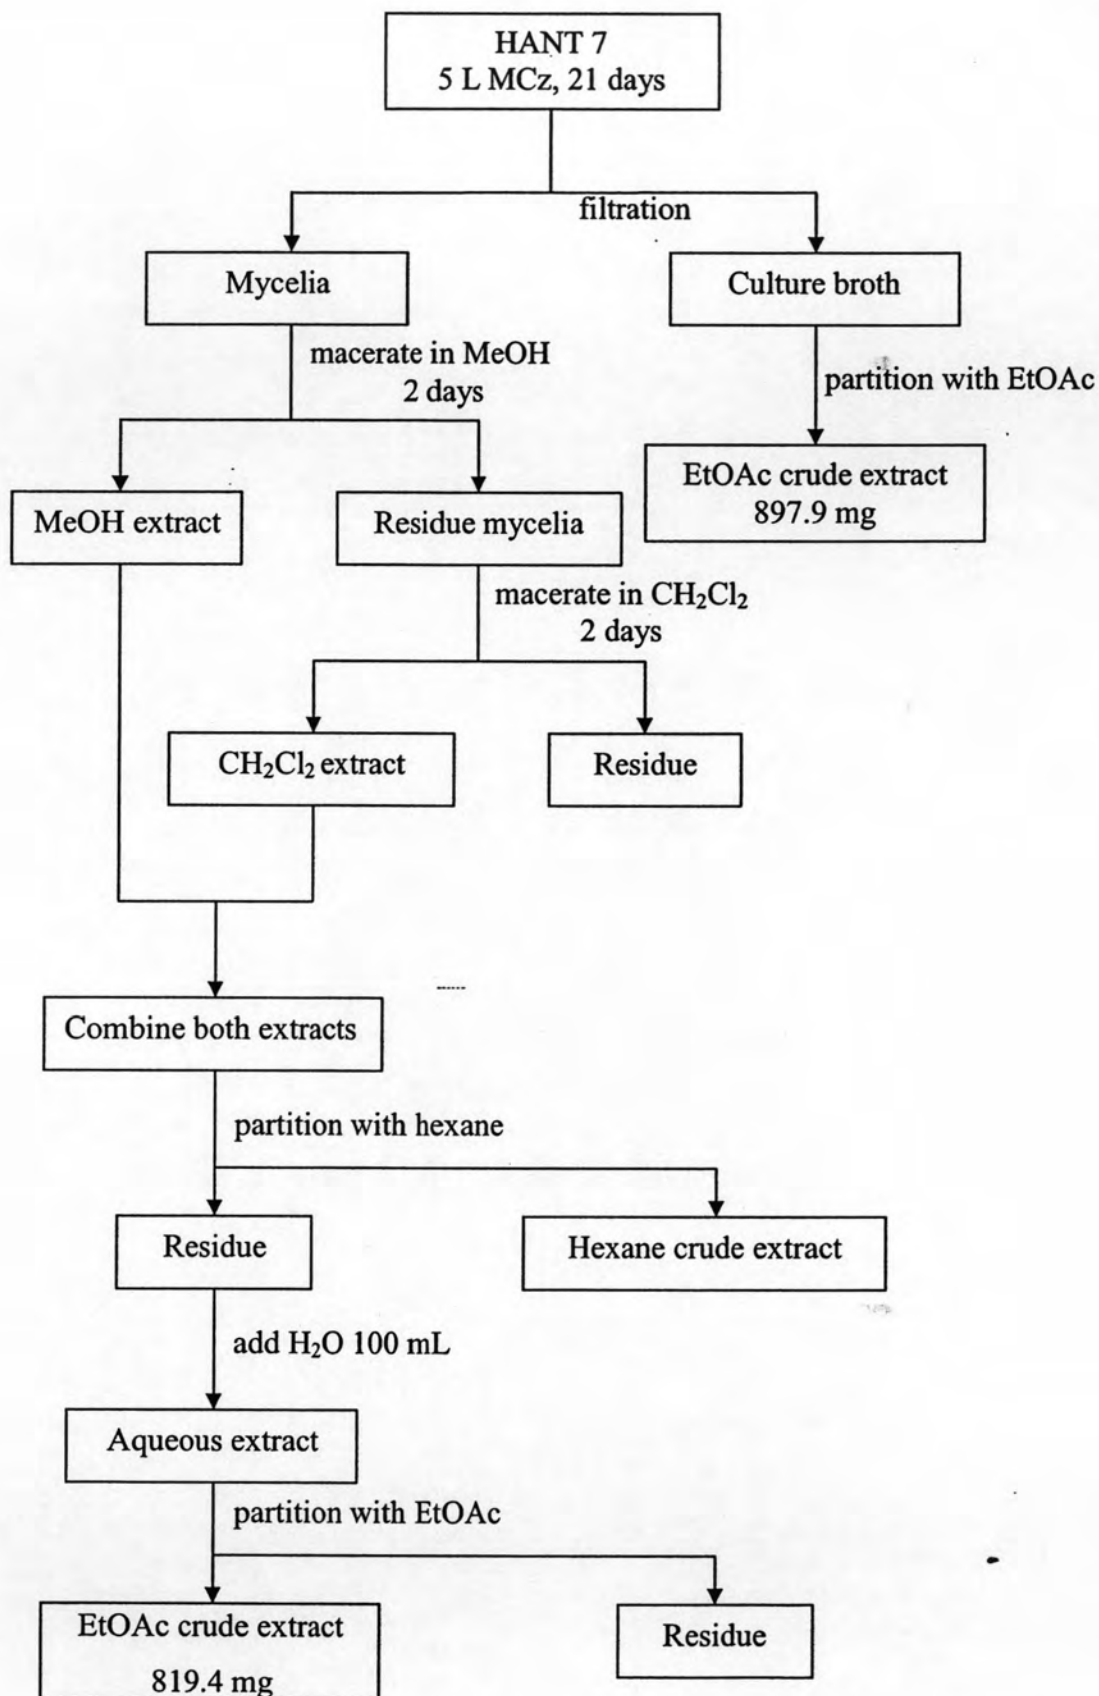 HANT 7
5 L MCz, 21 days
filtration
Mycelia
Culture broth
macerate in MeOH
2 days
partition with EtOAc
MeOH extract
Residue mycelia
EtOAc crude extract
897.9 mg
macerate in CH₂Cl₂
2 days
CH₂Cl₂ extract
Residue
Combine both extracts
partition with hexane
Residue
Hexane crude extract
add H₂O 100 mL
Aqueous extract
partition with EtOAc
EtOAc crude extract
819.4 mg
Residue